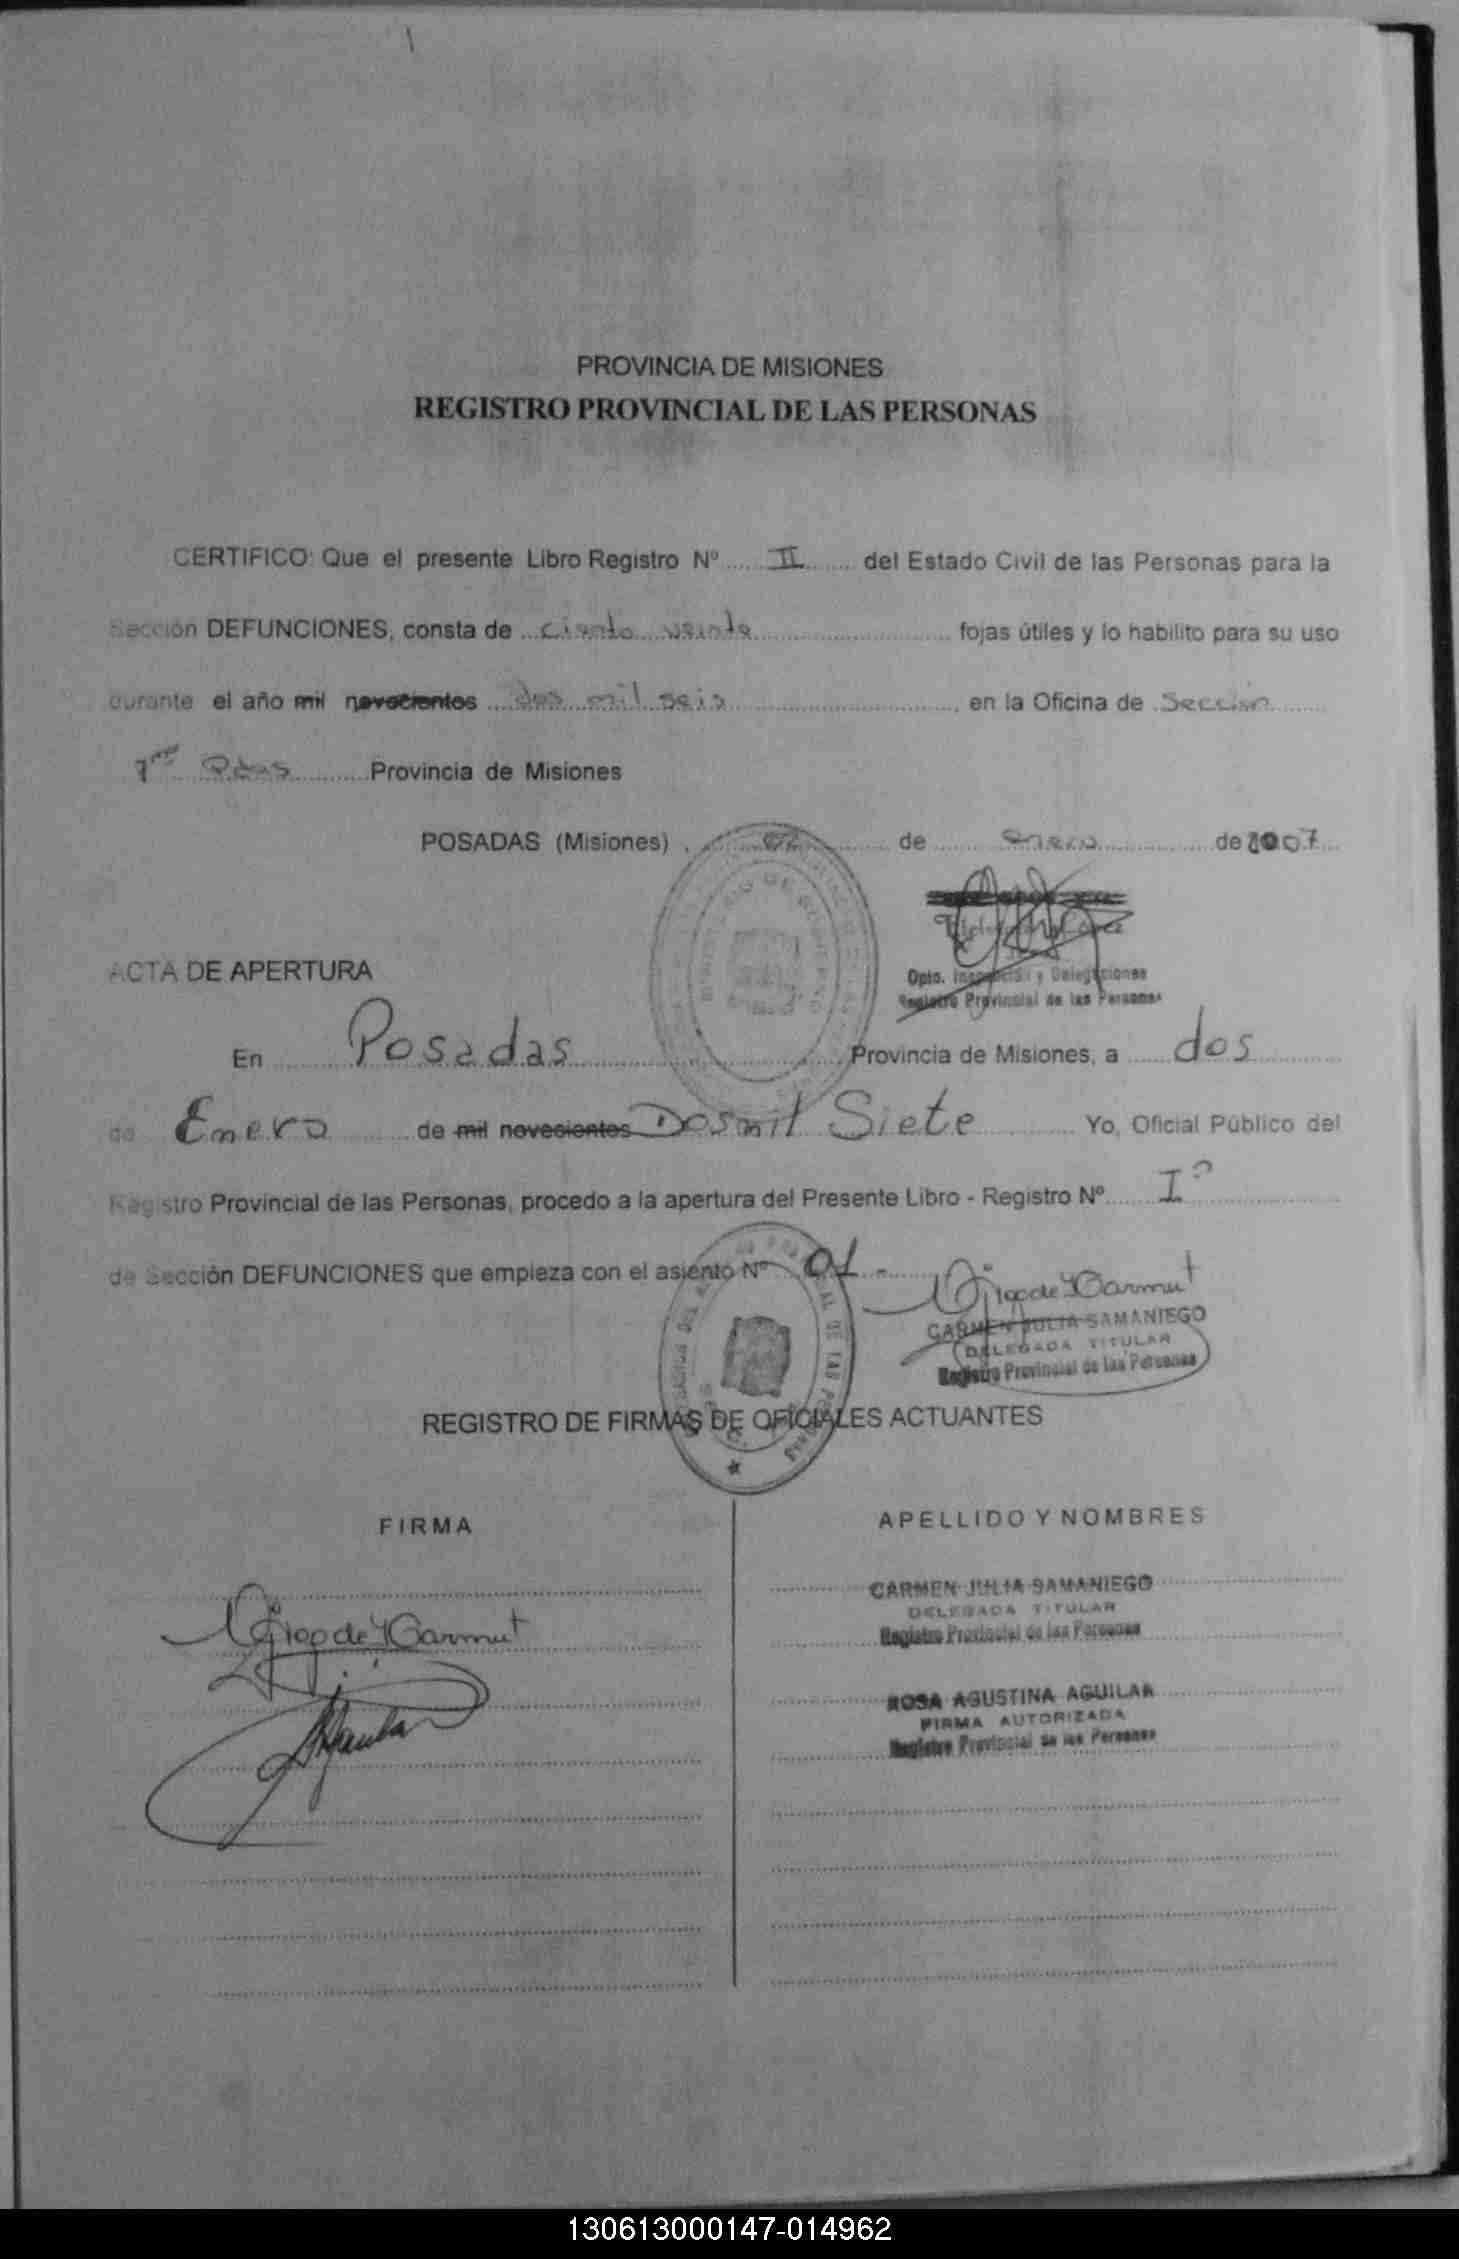 PROVINCIA DE MISIONES
REGISTRO PROVINCIAL DE LAS PERSONAS
CERTIFICO: Que el presente Libro Registro Nº II del Estado Civil de las Personas para la
Sección DEFUNCIONES, consta de ciento veinte fojas útiles y lo habilito para su uso
durante el año mil novecientos dos mil seis, en la Oficina de Sección
1ra Pdas Provincia de Misiones
POSADAS (Misiones), 02 de enero de 2007
Dpto. Inspección y Delegaciones
Registro Provincial de las Personas
ACTA DE APERTURA
En Posadas Provincia de Misiones, a dos
de Enero de mil novecientos Dosmil Siete Yo, Oficial Público del
Registro Provincial de las Personas, procedo a la apertura del Presente Libro - Registro Nº I°
de Sección DEFUNCIONES que empieza con el asiento Nº 01.-
CARMEN JULIA SAMANIEGO
DELEGADA TITULAR
Registro Provincial de las Personas
REGISTRO DE FIRMAS DE OFICIALES ACTUANTES
FIRMA
APELLIDO Y NOMBRES
CARMEN JULIA SAMANIEGO
DELEGADA TITULAR
Registro Provincial de las Personas
ROSA AGUSTINA AGUILAR
FIRMA AUTORIZADA
Registro Provincial de las Personas
130613000147-014962